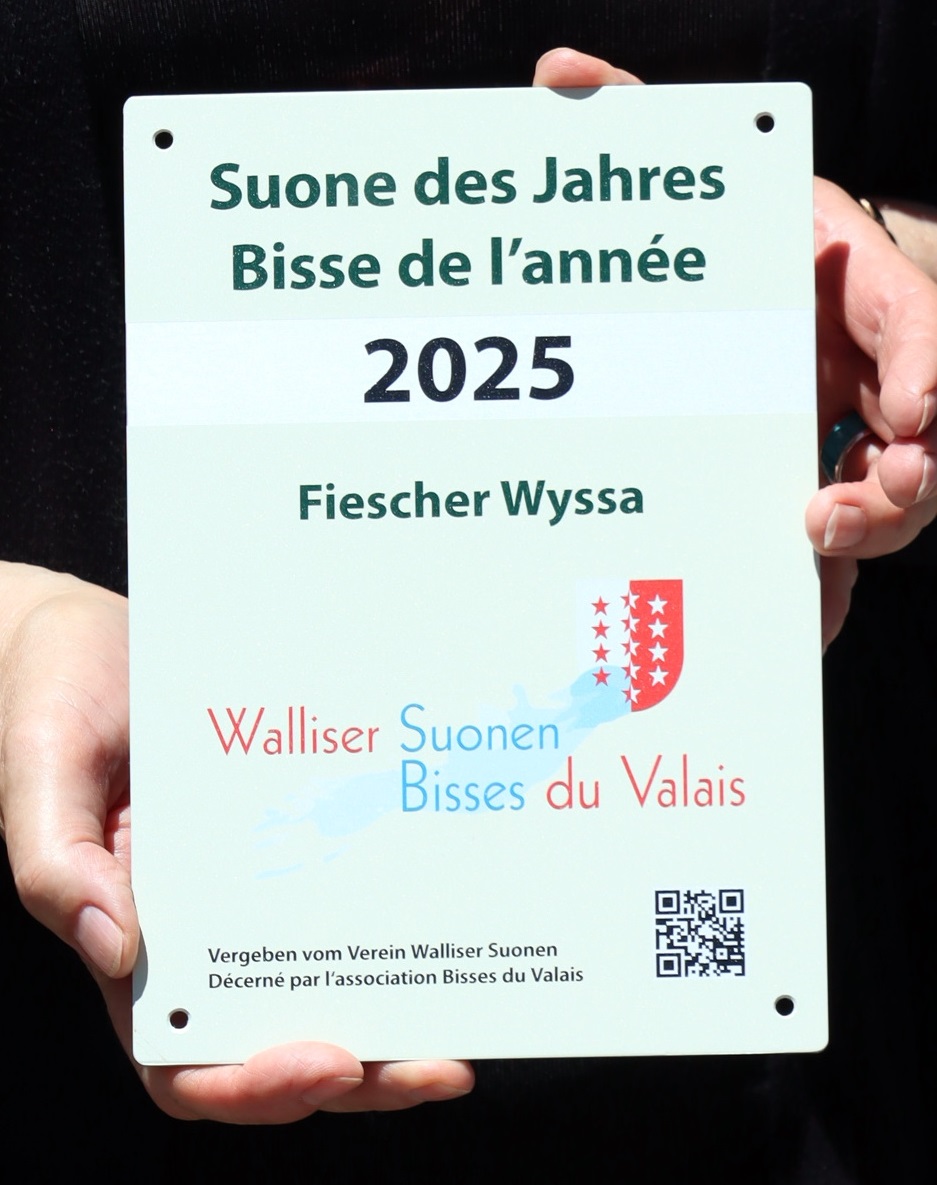 Suone des Jahres
Bisse de l’année
2025
Fiescher Wyssa
Walliser Suonen
Bisses du Valais
Vergeben vom Verein Walliser Suonen
Décerné par l‘association Bisses du Valais